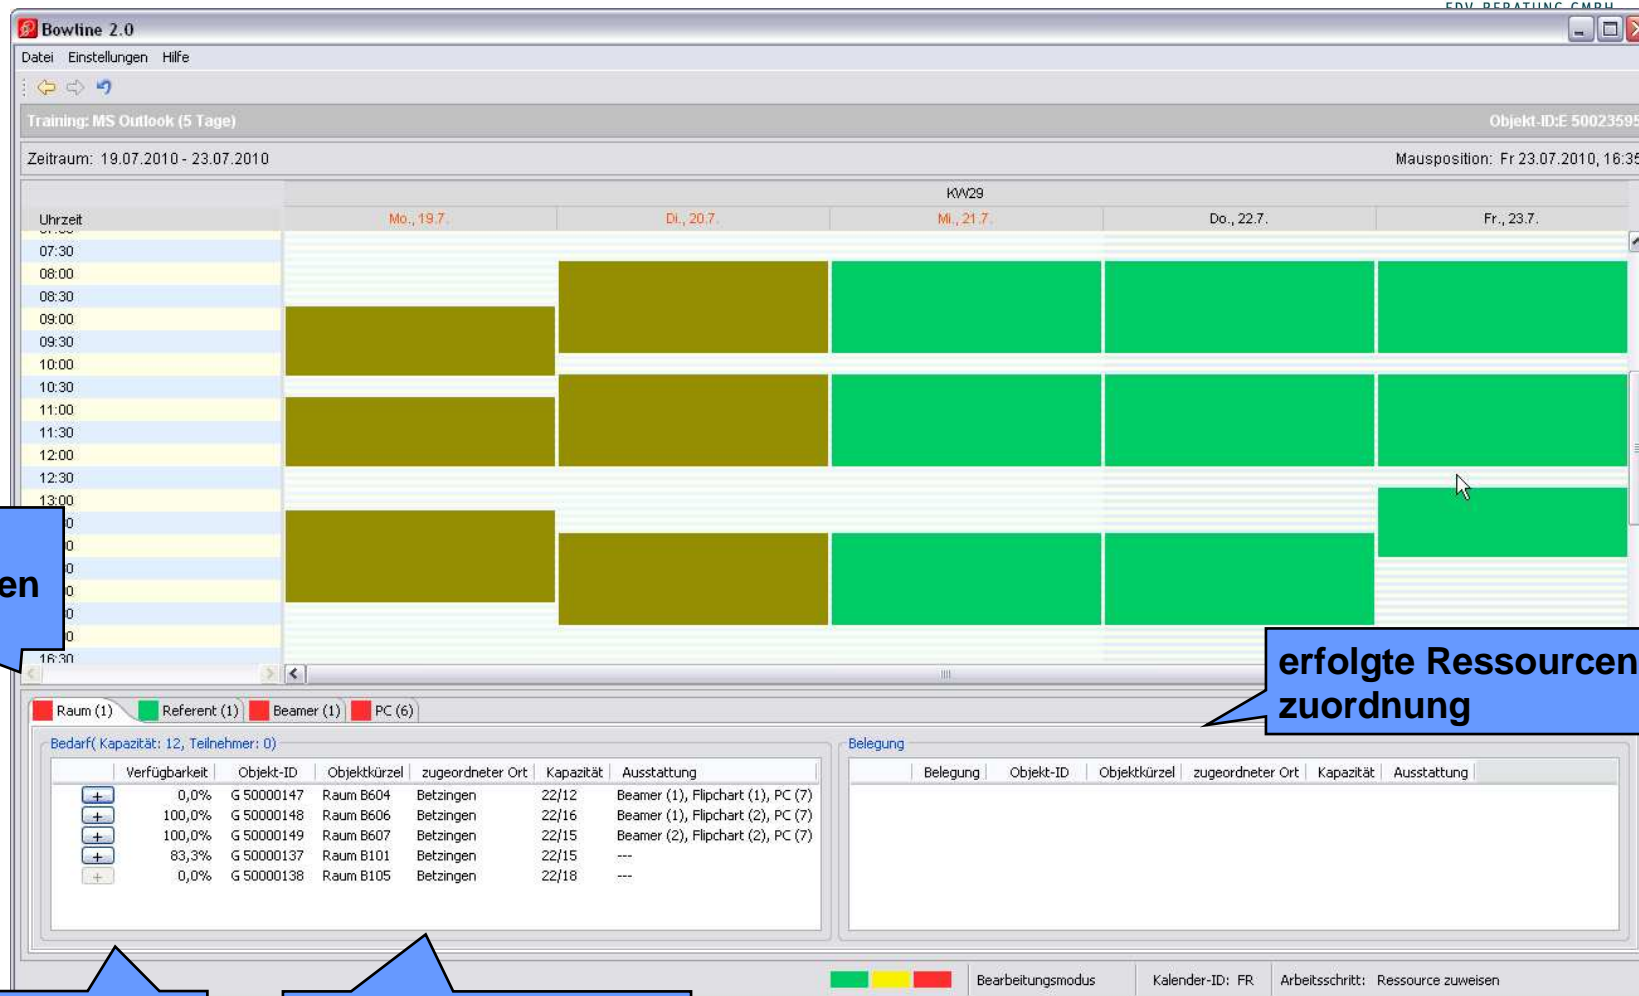 EDV-BERATUNG GMBH
Bowline 2.0
Datei Einstellungen Hilfe
Training: MS Outlook (5 Tage) Objekt-ID:E 50023595
Zeitraum: 19.07.2010 - 23.07.2010 Mausposition: Fr 23.07.2010, 16:35
KW29
Uhrzeit Mo., 19.7. Di., 20.7. Mi., 21.7. Do., 22.7. Fr., 23.7.
07:30
08:00
08:30
09:00
09:30
10:00
10:30
11:00
11:30
12:00
12:30
13:00
en
16:30
erfolgte Ressourcen
zuordnung
Raum (1) Referent (1) Beamer (1) PC (6)
Bedarf( Kapazität: 12, Teilnehmer: 0) Belegung
Verfügbarkeit Objekt-ID Objektkürzel zugeordneter Ort Kapazität Ausstattung Belegung Objekt-ID Objektkürzel zugeordneter Ort Kapazität Ausstattung
+ 0,0% G 50000147 Raum B604 Betzingen 22/12 Beamer (1), Flipchart (1), PC (7)
+ 100,0% G 50000148 Raum B606 Betzingen 22/16 Beamer (1), Flipchart (2), PC (7)
+ 100,0% G 50000149 Raum B607 Betzingen 22/15 Beamer (2), Flipchart (2), PC (7)
+ 83,3% G 50000137 Raum B101 Betzingen 22/15 ---
+ 0,0% G 50000138 Raum B105 Betzingen 22/18 ---
Bearbeitungsmodus Kalender-ID: FR Arbeitsschritt: Ressource zuweisen